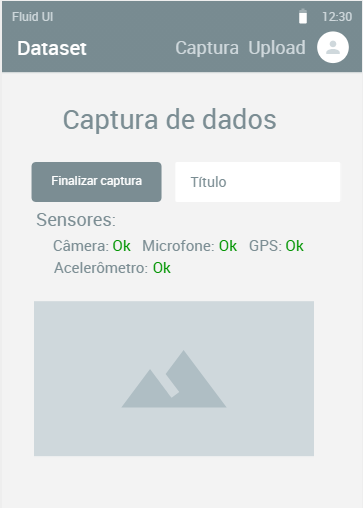 Fluid UI 12:30
Dataset Captura Upload
Captura de dados
Finalizar captura Título
Sensores:
Câmera: Ok Microfone: Ok GPS: Ok
Acelerômetro: Ok